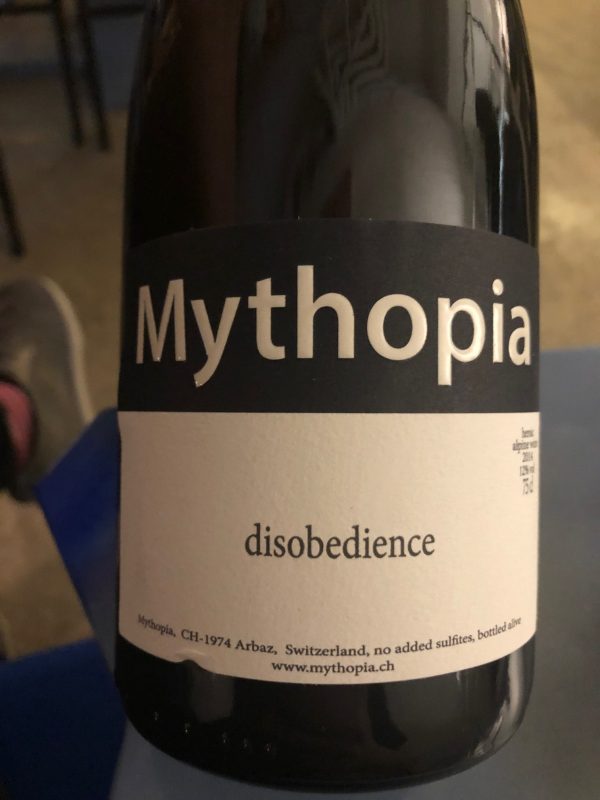 Mythopia
alpine
2014
12% vol
75cl
disobedience
Mythopia, CH-1974 Arbaz, Switzerland, no added sulfites, bottled alive
www.mythopia.ch